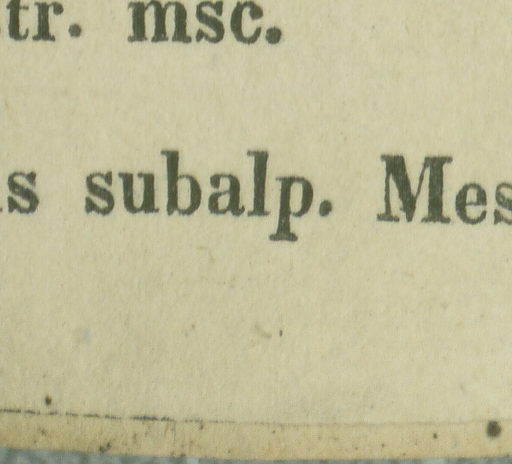 tr. msc.
s subalp. Mes